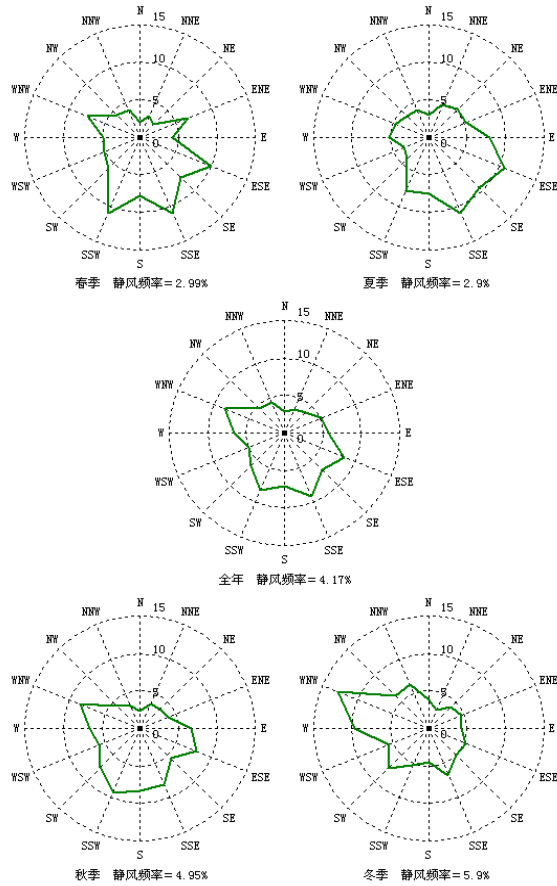 N
NNE
NE
ENE
E
ESE
SE
SSE
S
SSW
SW
WSW
W
WNW
NW
NNW
15
10
5
0
春季 静风频率=2.99%
N
NNE
NE
ENE
E
ESE
SE
SSE
S
SSW
SW
WSW
W
WNW
NW
NNW
15
10
5
0
夏季 静风频率=2.9%
N
NNE
NE
ENE
E
ESE
SE
SSE
S
SSW
SW
WSW
W
WNW
NW
NNW
15
10
5
0
全年 静风频率=4.17%
N
NNE
NE
ENE
E
ESE
SE
SSE
S
SSW
SW
WSW
W
WNW
NW
NNW
15
10
5
0
秋季 静风频率=4.95%
N
NNE
NE
ENE
E
ESE
SE
SSE
S
SSW
SW
WSW
W
WNW
NW
NNW
15
10
5
0
冬季 静风频率=5.9%